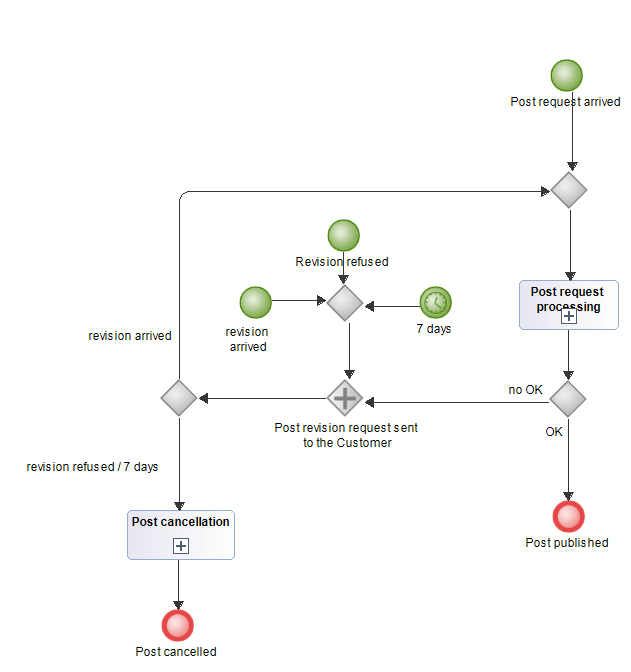 Post request arrived
Revision refused
Post request
processing
revision
arrived
7 days
revision arrived
no OK
Post revision request sent
to the Customer
OK
revision refused / 7 days
Post cancellation
Post published
Post cancelled